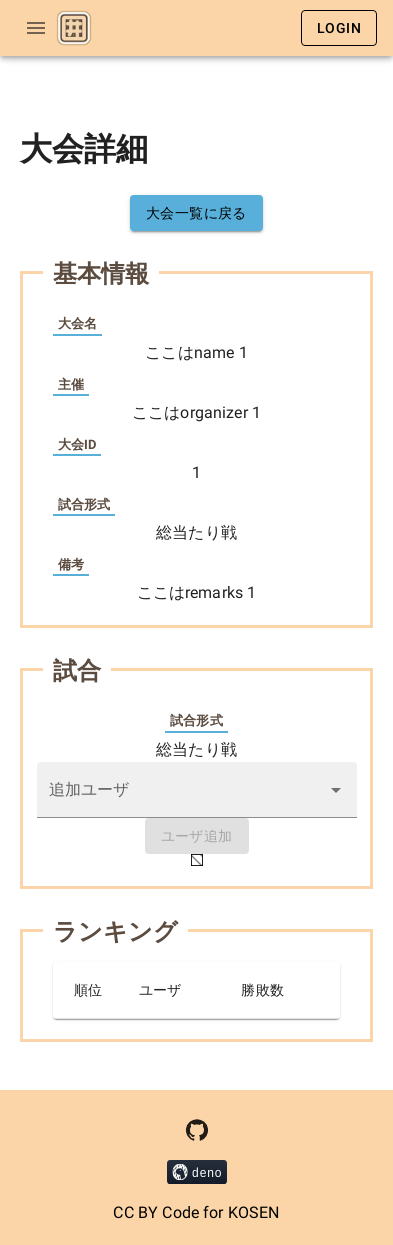 LOGIN
大会詳細
大会一覧に戻る
基本情報
大会名
ここはname 1
主催
ここはorganizer 1
大会ID
1
試合形式
総当たり戦
備考
ここはremarks 1
試合
試合形式
総当たり戦
追加ユーザ
ユーザ追加
ランキング
順位 ユーザ 勝敗数
deno
CC BY Code for KOSEN